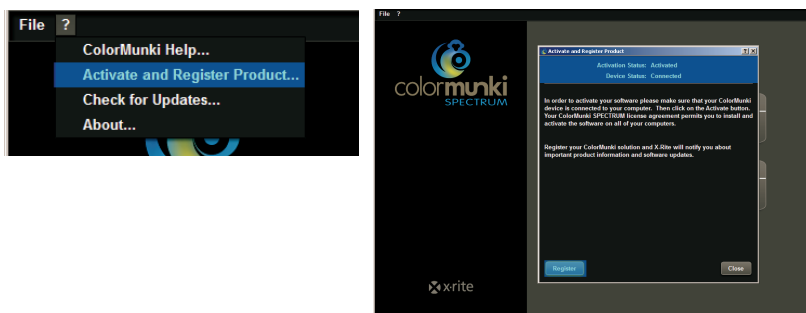 File ?
ColorMunki Help...
Activate and Register Product...
Check for Updates...
About...
File ?
colormunki
SPECTRUM
Activate and Register Product
Activation Status: Activated
Device Status: Connected
In order to activate your software please make sure that your ColorMunki
device is connected to your computer. Then click on the Activate button.
Your ColorMunki SPECTRUM license agreement permits you to install and
activate the software on all of your computers.
Register your ColorMunki solution and X-Rite will notify you about
important product information and software updates.
Register
Close
x·rite